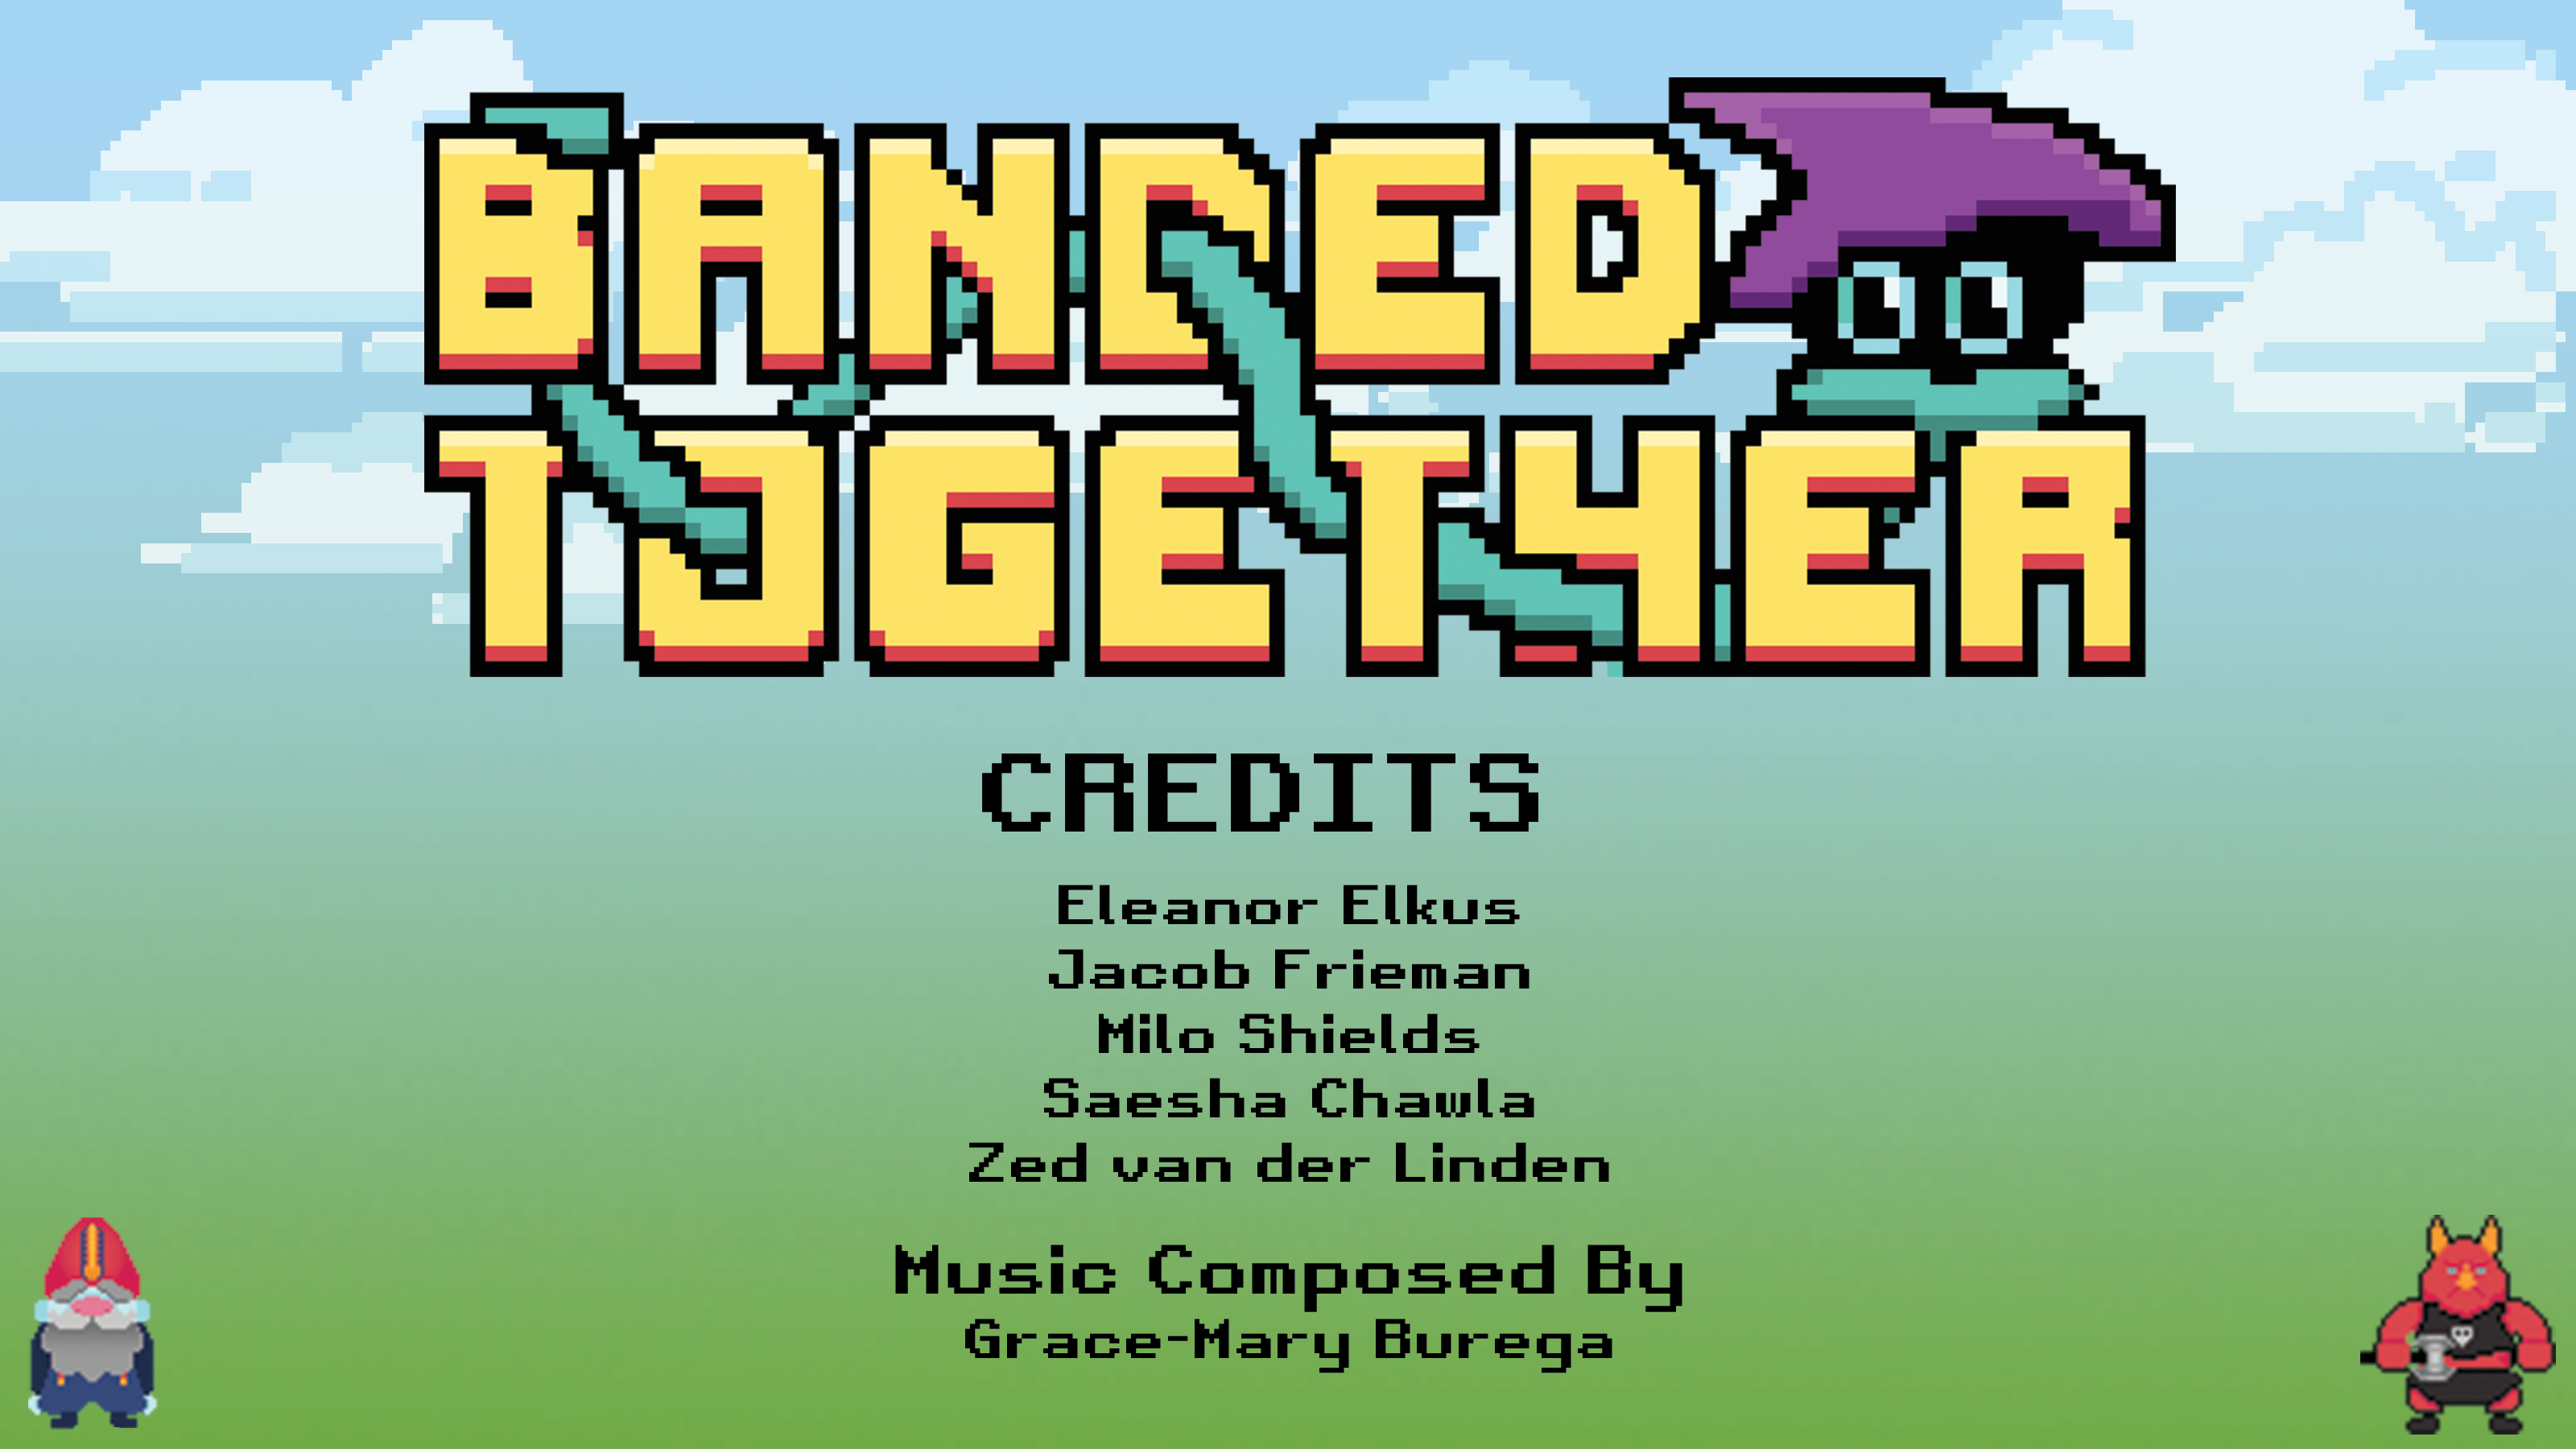 BANDED
TOGETHER
CREDITS
Eleanor Elkus
Jacob Frieman
Milo Shields
Saesha Chawla
Zed van der Linden
Music Composed By
Grace-Mary Burega